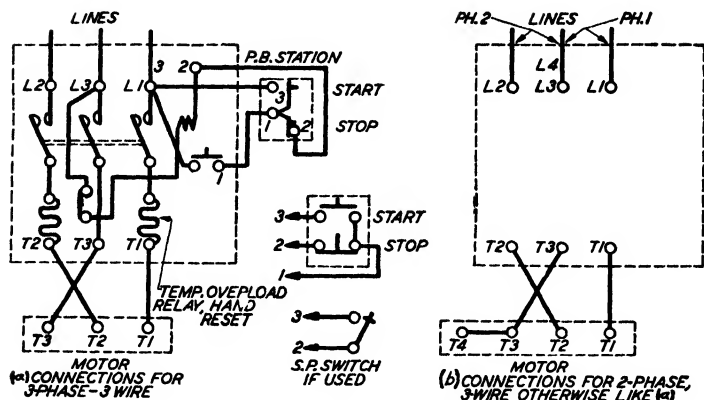 LINES
L2 L3 L1 3 2 P.B. STATION
3 START
1 2 STOP
1
T2 T3 T1
TEMP. OVERLOAD
RELAY, HAND
RESET
T3 T2 T1
MOTOR
(a) CONNECTIONS FOR
3-PHASE-3 WIRE
3 START
2 STOP
1
3
2
S.P. SWITCH
IF USED
PH.2 LINES PH.1
L4
L2 L3 L1
T2 T3 T1
T4 T3 T2 T1
MOTOR
(b) CONNECTIONS FOR 2-PHASE,
3-WIRE OTHERWISE LIKE (a)